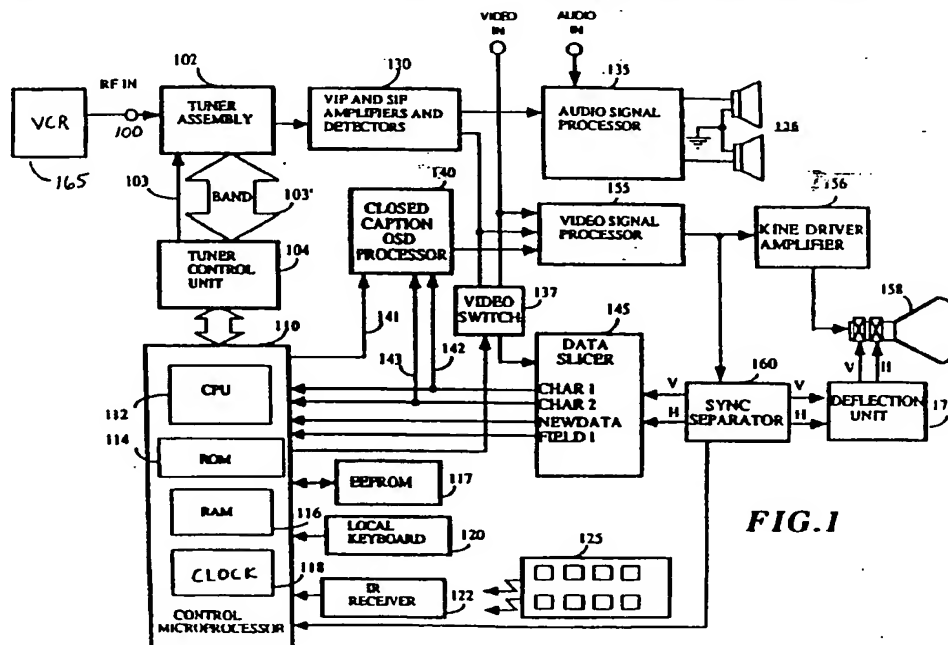 VIDEO IN
AUDIO IN
102
130
135
RF IN
VCR
165
100
TUNER ASSEMBLY
VIP AND SIP AMPLIFIERS AND DETECTORS
AUDIO SIGNAL PROCESSOR
103
BAND
103'
140
155
156
CLOSED CAPTION OSD PROCESSOR
VIDEO SIGNAL PROCESSOR
KINE DRIVER AMPLIFIER
104
TUNER CONTROL UNIT
VIDEO SWITCH
137
158
110
141
143
142
145
DATA SLICER
CHAR 1
CHAR 2
NEWDATA
FIELD 1
V
H
160
SYNC SEPARATOR
V
H
V
H
DEFLECTION UNIT
17
CPU
112
114
ROM
RAM
116
CLOCK
118
CONTROL MICROPROCESSOR
EEPROM
117
LOCAL KEYBOARD
120
IR RECEIVER
122
125
FIG.1